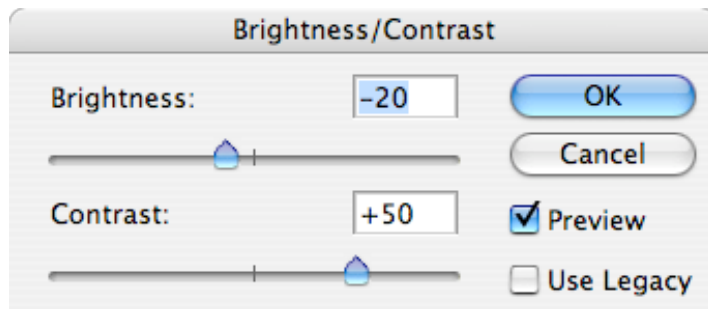 Brightness/Contrast
Brightness:
-20
OK
Cancel
Contrast:
+50
Preview
Use Legacy